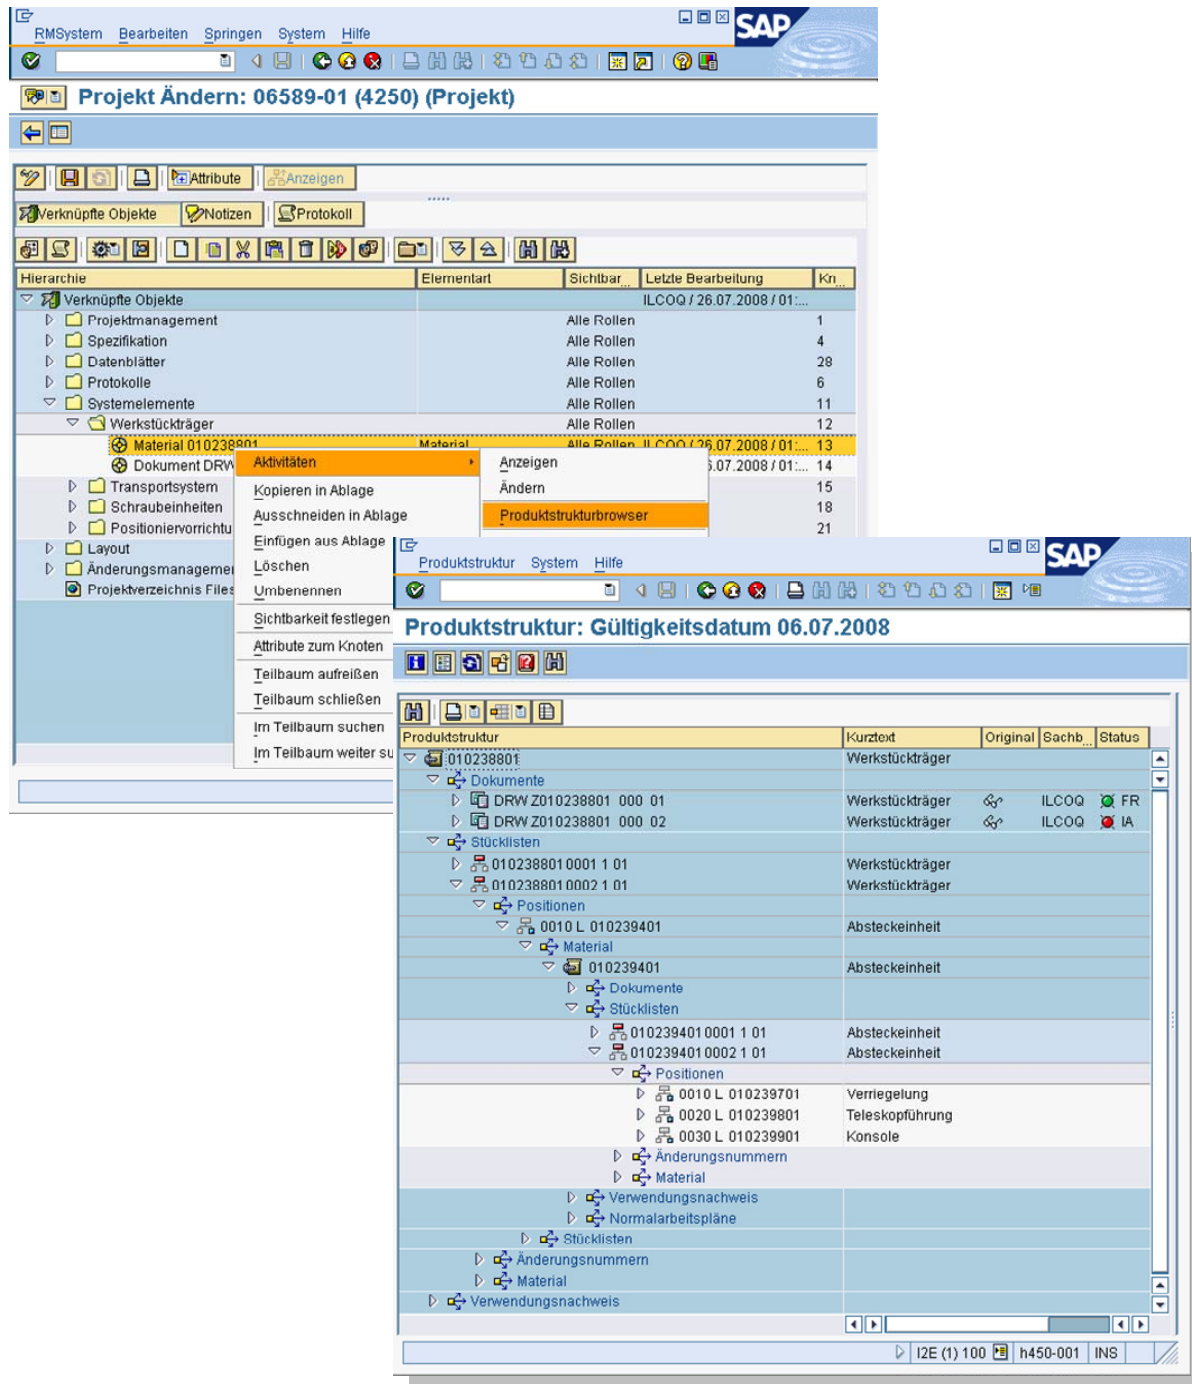 RMSystem Bearbeiten Springen System Hilfe
SAP
Projekt Ändern: 06589-01 (4250) (Projekt)
Attribute Anzeigen
Verknüpfte Objekte Notizen Protokoll
Hierarchie Elementart Sichtbar... Letzte Bearbeitung Kn...
Verknüpfte Objekte ILCOQ / 26.07.2008 / 01:...
Projektmanagement Alle Rollen 1
Spezifikation Alle Rollen 4
Datenblätter Alle Rollen 28
Protokolle Alle Rollen 6
Systemelemente Alle Rollen 11
Werkstückträger Alle Rollen 12
Material 010238801 Material Alle Rollen ILCOQ / 26.07.2008 / 01:... 13
Dokument DRW 6.07.2008 / 01:... 14
Transportsystem 15
Schraubeinheiten 18
Positioniervorrichtu 21
Layout
Änderungsmanagemer
Projektverzeichnis Files
Aktivitäten
Kopieren in Ablage
Ausschneiden in Ablage
Einfügen aus Ablage
Löschen
Umbenennen
Sichtbarkeit festlegen
Attribute zum Knoten
Teilbaum aufreißen
Teilbaum schließen
Im Teilbaum suchen
Im Teilbaum weiter su
Anzeigen
Ändern
Produktstrukturbrowser
Produktstruktur System Hilfe
SAP
Produktstruktur: Gültigkeitsdatum 06.07.2008
Produktstruktur Kurztext Original Sachb... Status
010238801 Werkstückträger
Dokumente
DRW Z010238801 000 01 Werkstückträger ILCOQ FR
DRW Z010238801 000 02 Werkstückträger ILCOQ IA
Stücklisten
010238801 0001 1 01 Werkstückträger
010238801 0002 1 01 Werkstückträger
Positionen
0010 L 010239401 Absteckeinheit
Material
010239401 Absteckeinheit
Dokumente
Stücklisten
010239401 0001 1 01 Absteckeinheit
010239401 0002 1 01 Absteckeinheit
Positionen
0010 L 010239701 Verriegelung
0020 L 010239801 Teleskopführung
0030 L 010239901 Konsole
Änderungsnummern
Material
Verwendungsnachweis
Normalarbeitspläne
Stücklisten
Änderungsnummern
Material
Verwendungsnachweis
I2E (1) 100 h450-001 INS